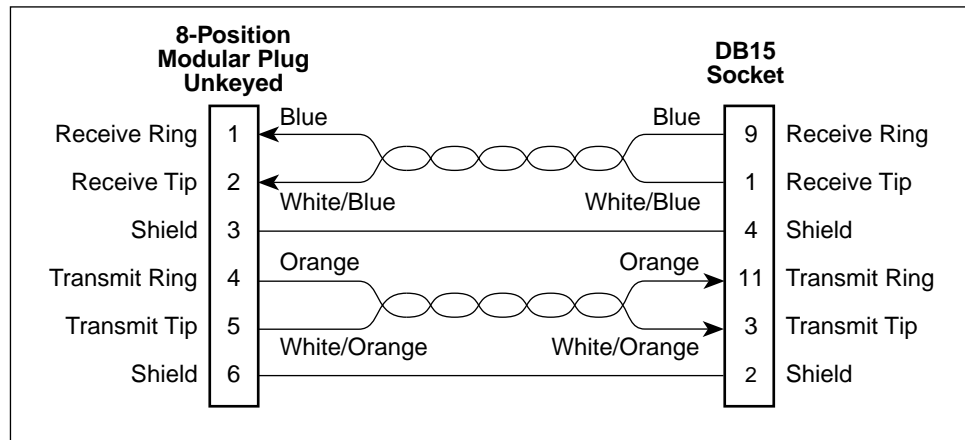 8-Position
Modular Plug
Unkeyed
DB15
Socket
Receive Ring 1 Blue Blue 9 Receive Ring
Receive Tip 2 White/Blue White/Blue 1 Receive Tip
Shield 3 4 Shield
Transmit Ring 4 Orange Orange 11 Transmit Ring
Transmit Tip 5 White/Orange White/Orange 3 Transmit Tip
Shield 6 2 Shield